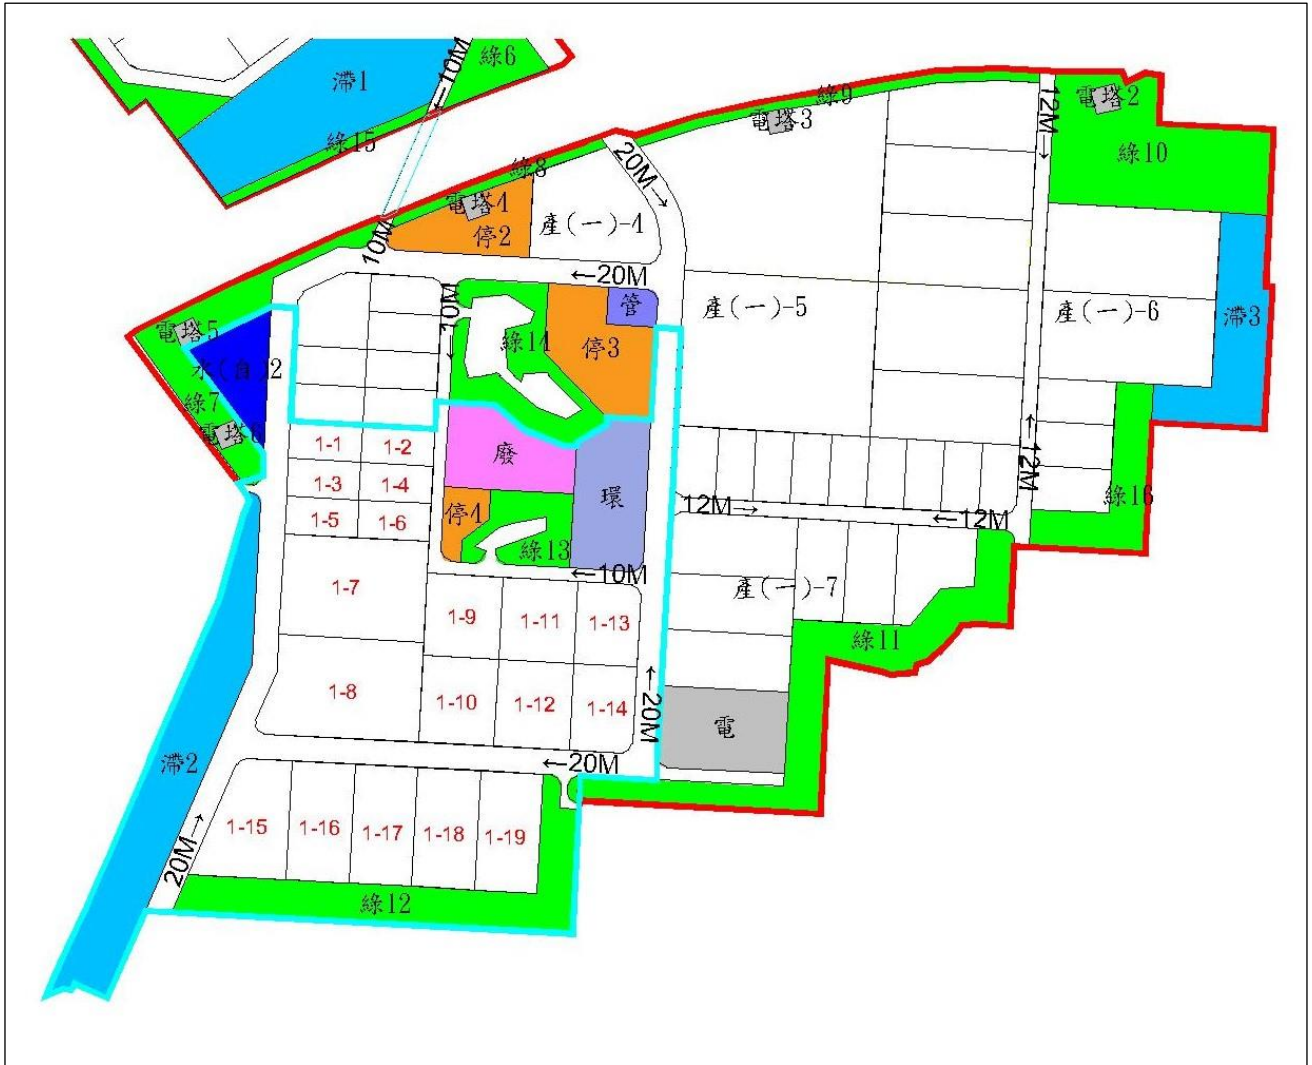 滯1
←10M
綠6
綠15
綠9
電塔3
12M→
電塔2
綠10
綠8
20M→
電塔4
停2
產(一)-4
10M
←20M
10M→
管
產(一)-5
產(一)-6
滯3
電塔5
水(自)2
綠7
綠14
停3
1-1
1-2
廢
1-3
1-4
環
停4
1-5
1-6
綠13
12M→
←12M
←12M
綠16
←10M
1-7
1-9
1-11
1-13
產(一)-7
綠11
1-8
1-10
1-12
1-14
←20M
電
滯2
←20M
20M→
1-15
1-16
1-17
1-18
1-19
綠12